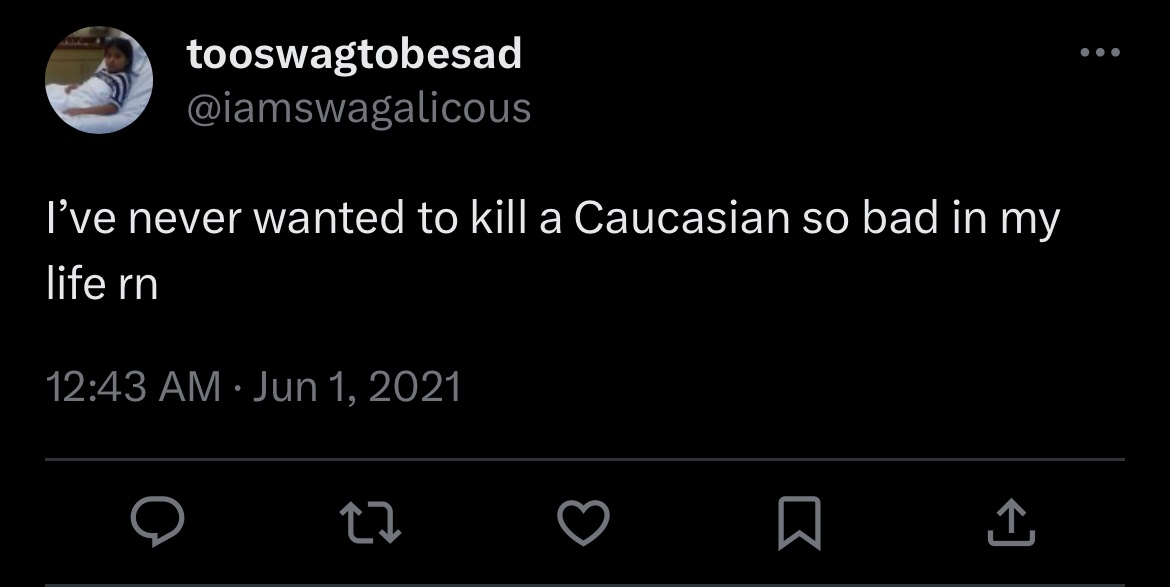 tooswagtobesad
@iamswagalicous
I’ve never wanted to kill a Caucasian so bad in my
life rn
12:43 AM · Jun 1, 2021